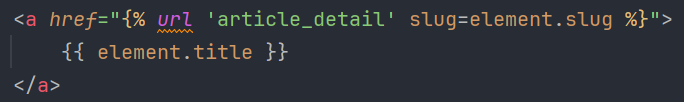 <a href="{% url 'article_detail' slug=element.slug %}">
{{ element.title }}
</a>